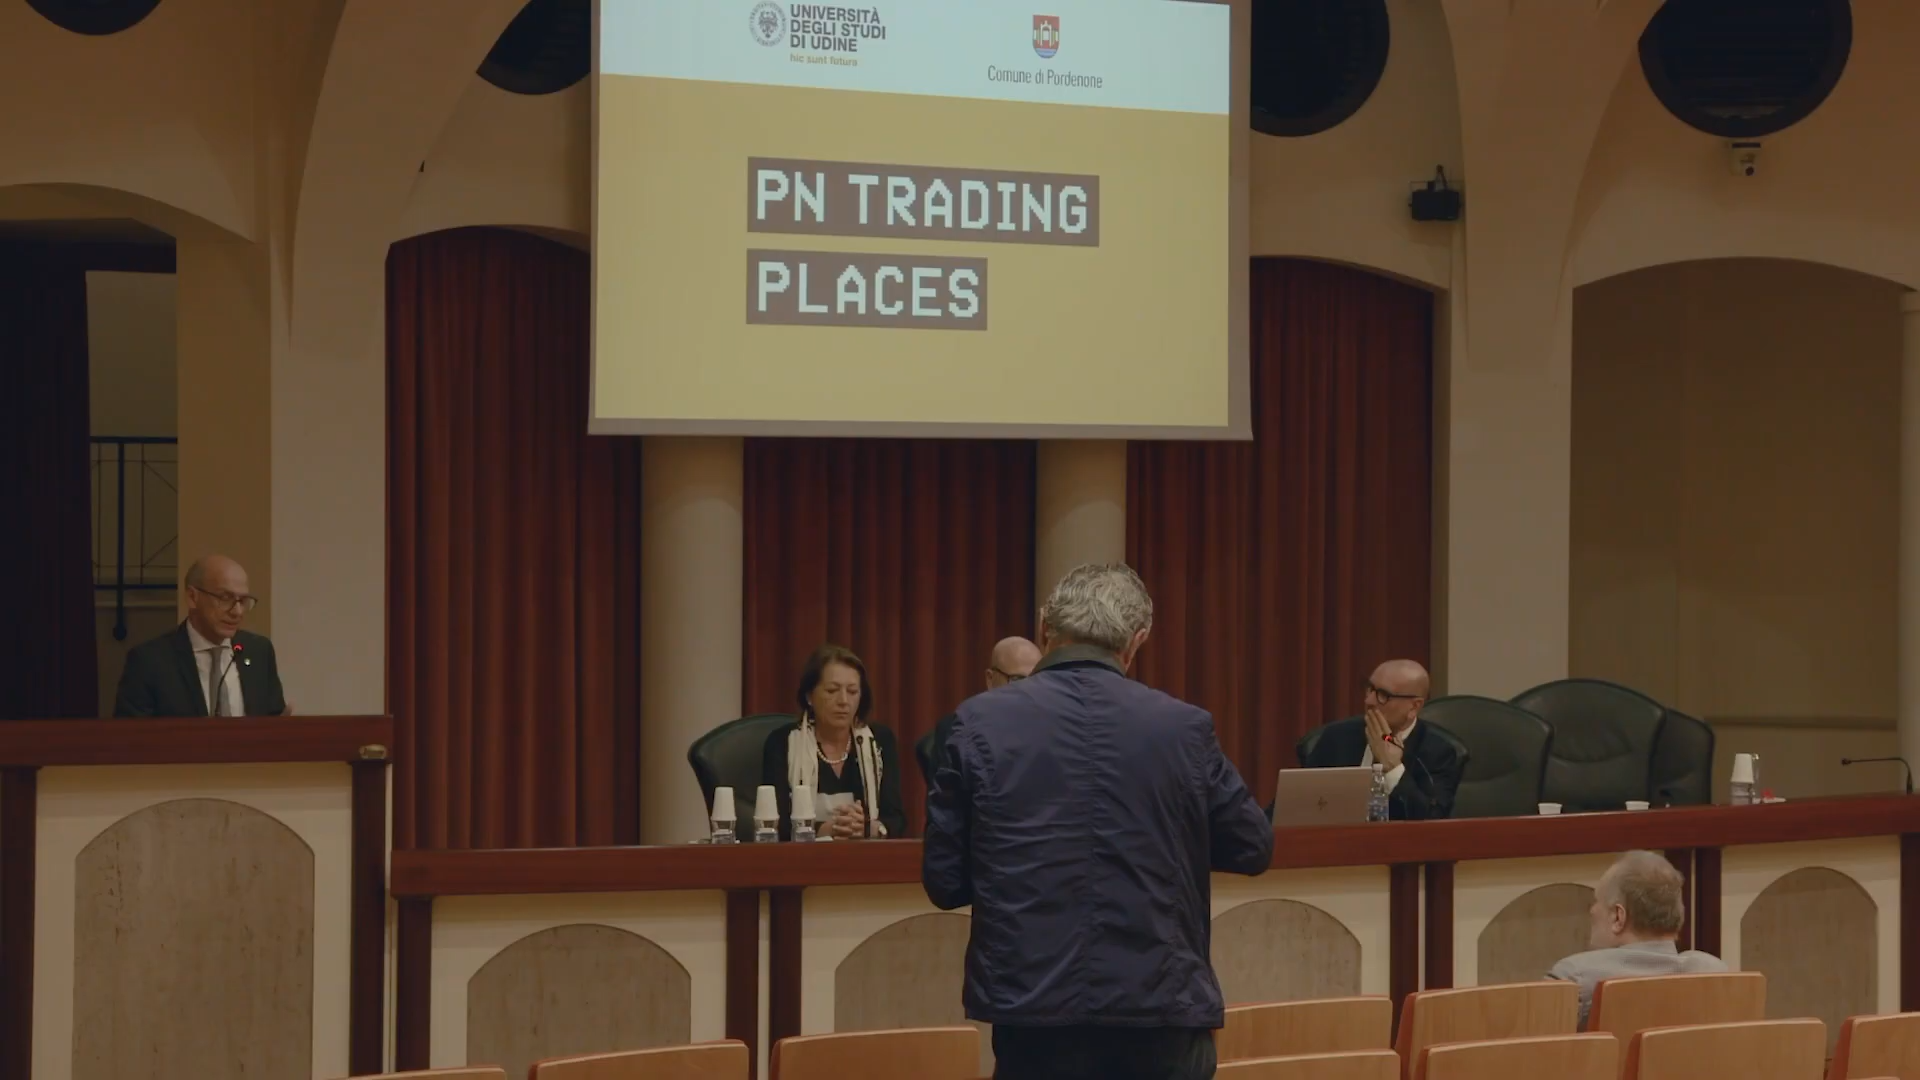 UNIVERSITÀ
DEGLI STUDI
DI UDINE
hic sunt futura
Comune di Pordenone
PN TRADING
PLACES